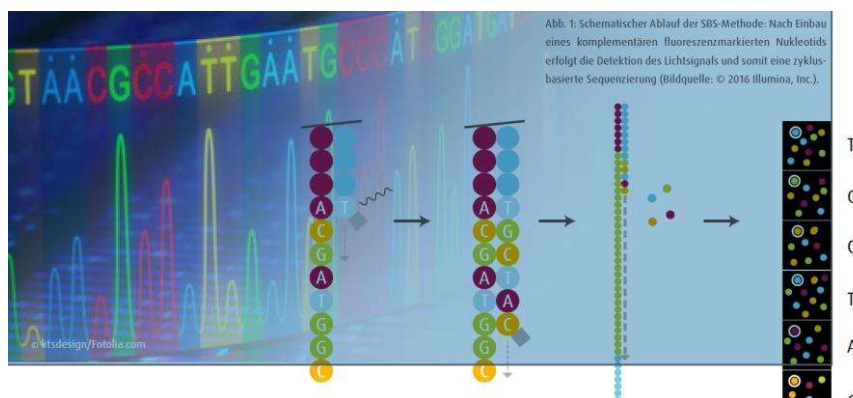 Abb. 1: Schematischer Ablauf der SBS-Methode: Nach Einbau
eines komplementären fluoreszenzmarkierten Nukleotids
erfolgt die Detektion des Lichtsignals und somit eine zyklus-
basierte Sequenzierung (Bildquelle: © 2016 Illumina, Inc.).
GTAACGCCATTGAATGCCCATCGGATGAT
A T
C G C
G C
A T
T T A
G C
G G
C C
A T
C G
G C
A T
T A
G C
G
C
T
T
A
© ktsdesign/Fotolia.com